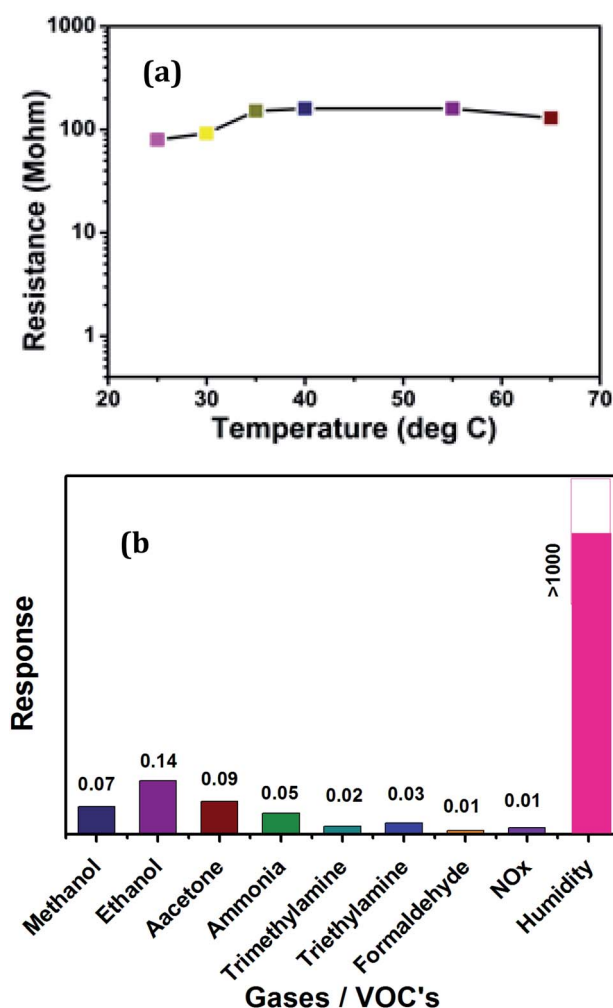 (a)
Resistance (Mohm)
1000
100
10
1
20 30 40 50 60 70
Temperature (deg C)
(b
Response
0.07
0.14
0.09
0.05
0.02
0.03
0.01
0.01
>1000
Methanol
Ethanol
Aacetone
Ammonia
Trimethylamine
Triethylamine
Formaldehyde
NOx
Humidity
Gases / VOC's